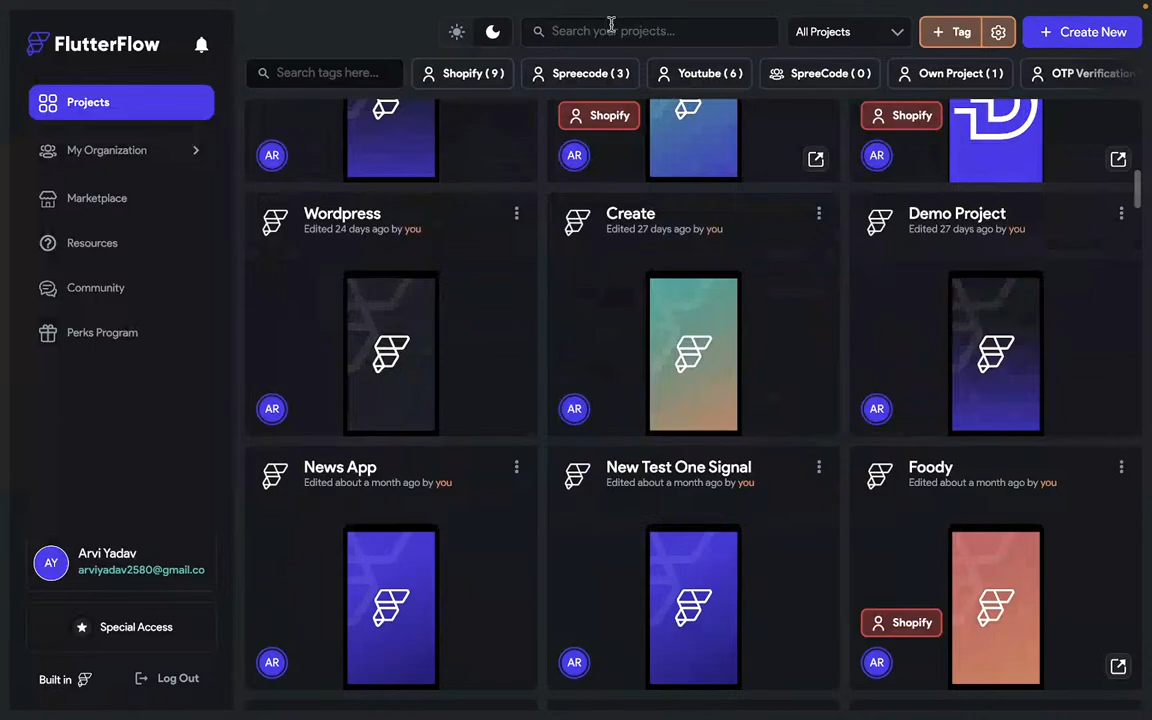 FlutterFlow
Search your projects...
All Projects
+ Tag
+ Create New
Search tags here...
Shopify ( 9 )
Spreecode ( 3 )
Youtube ( 6 )
SpreeCode ( 0 )
Own Project ( 1 )
OTP Verification
Projects
My Organization
Marketplace
Resources
Community
Perks Program
Arvi Yadav
AY
arviyadav2580@gmail.co
Special Access
Built in
Log Out
Shopify
Shopify
AR
AR
AR
Wordpress
Edited 24 days ago by you
AR
Create
Edited 27 days ago by you
AR
Demo Project
Edited 27 days ago by you
AR
News App
Edited about a month ago by you
AR
New Test One Signal
Edited about a month ago by you
AR
Foody
Edited about a month ago by you
Shopify
AR